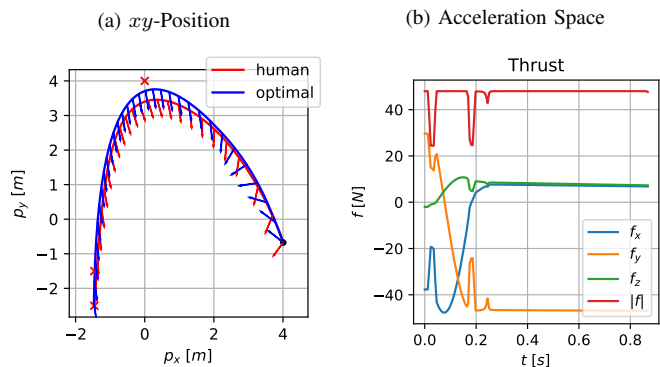 (a) xy-Position
(b) Acceleration Space
human
optimal
4
3
2
1
0
−1
−2
p_y [m]
−2
0
2
4
p_x [m]
Thrust
40
20
0
−20
−40
f [N]
f_x
f_y
f_z
|f|
0.0
0.2
0.4
0.6
0.8
t [s]